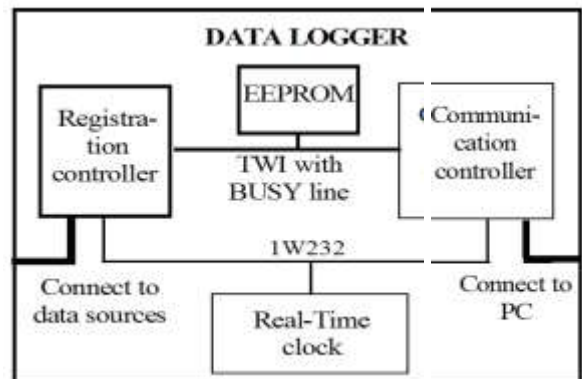 DATA LOGGER
EEPROM
Registra-
tion
controller
Communi-
cation
controller
TWI with
BUSY line
1W232
Connect to
data sources
Real-Time
clock
Connect to
PC